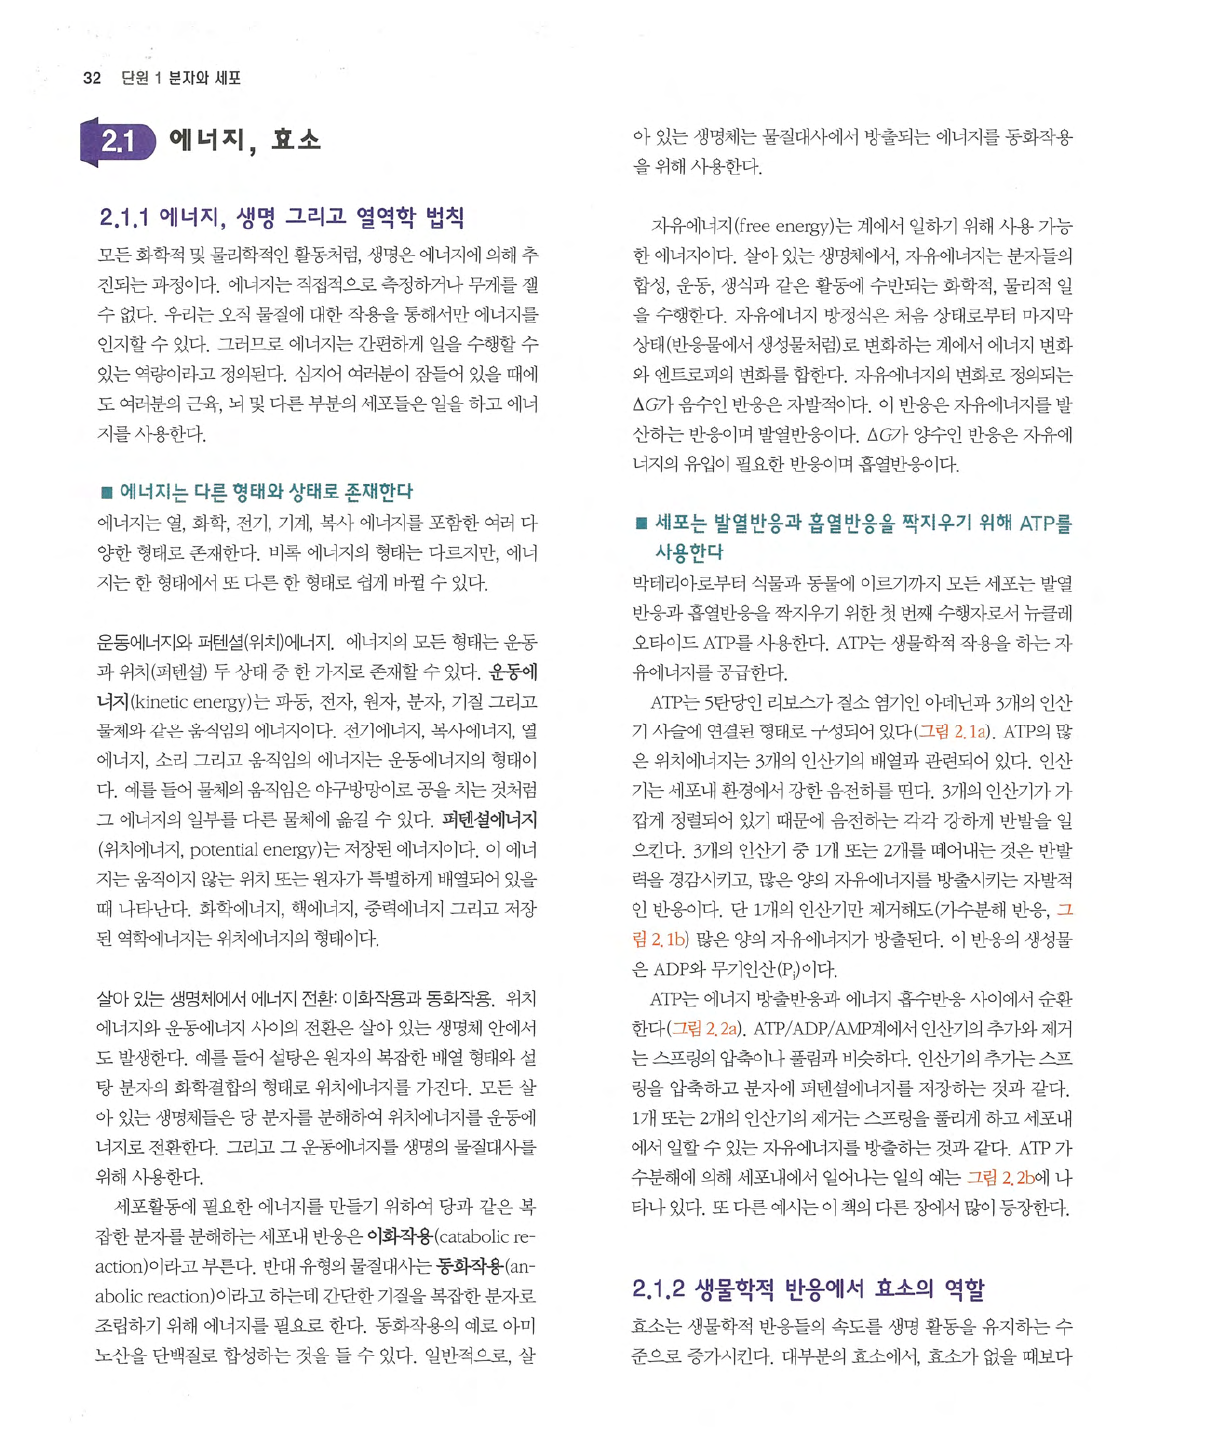 32 단원 1 분자와 세포
2.1 에너지, 효소
2.1.1 에너지, 생명 그리고 열역학 법칙
모든 화학적 및 물리학적인 활동처럼, 생명은 에너지에 의해 추
진되는 과정이다. 에너지는 직접적으로 측정하거나 무게를 잴
수 없다. 우리는 오직 물질에 대한 작용을 통해서만 에너지를
인지할 수 있다. 그러므로 에너지는 간편하게 일을 수행할 수
있는 역량이라고 정의된다. 심지어 여러분이 잠들어 있을 때에
도 여러분의 근육, 뇌 및 다른 부분의 세포들은 일을 하고 에너
지를 사용한다.
■ 에너지는 다른 형태와 상태로 존재한다
에너지는 열, 화학, 전기, 기계, 복사 에너지를 포함한 여러 다
양한 형태로 존재한다. 비록 에너지의 형태는 다르지만, 에너
지는 한 형태에서 또 다른 한 형태로 쉽게 바뀔 수 있다.
운동에너지와 퍼텐셜(위치)에너지. 에너지의 모든 형태는 운동
과 위치(퍼텐셜) 두 상태 중 한 가지로 존재할 수 있다. 운동에
너지(kinetic energy)는 파동, 전자, 원자, 분자, 기질 그리고
물체와 같은 움직임의 에너지이다. 전기에너지, 복사에너지, 열
에너지, 소리 그리고 움직임의 에너지는 운동에너지의 형태이
다. 예를 들어 물체의 움직임은 야구방망이로 공을 치는 것처럼
그 에너지의 일부를 다른 물체에 옮길 수 있다. 퍼텐셜에너지
(위치에너지, potential energy)는 저장된 에너지이다. 이 에너
지는 움직이지 않는 위치 또는 원자가 특별하게 배열되어 있을
때 나타난다. 화학에너지, 핵에너지, 중력에너지 그리고 저장
된 역학에너지는 위치에너지의 형태이다.
살아 있는 생명체에서 에너지 전환: 이화작용과 동화작용. 위치
에너지와 운동에너지 사이의 전환은 살아 있는 생명체 안에서
도 발생한다. 예를 들어 설탕은 원자의 복잡한 배열 형태와 설
탕 분자의 화학결합의 형태로 위치에너지를 가진다. 모든 살
아 있는 생명체들은 당 분자를 분해하여 위치에너지를 운동에
너지로 전환한다. 그리고 그 운동에너지를 생명의 물질대사를
위해 사용한다.
세포활동에 필요한 에너지를 만들기 위하여 당과 같은 복
잡한 분자를 분해하는 세포내 반응은 이화작용(catabolic re-
action)이라고 부른다. 반대 유형의 물질대사는 동화작용(an-
abolic reaction)이라고 하는데 간단한 기질을 복잡한 분자로
조립하기 위해 에너지를 필요로 한다. 동화작용의 예로 아미
노산을 단백질로 합성하는 것을 들 수 있다. 일반적으로, 살
아 있는 생명체는 물질대사에서 방출되는 에너지를 동화작용
을 위해 사용한다.
자유에너지(free energy)는 계에서 일하기 위해 사용 가능
한 에너지이다. 살아 있는 생명체에서, 자유에너지는 분자들의
합성, 운동, 생식과 같은 활동에 수반되는 화학적, 물리적 일
을 수행한다. 자유에너지 방정식은 처음 상태로부터 마지막
상태(반응물에서 생성물처럼)로 변화하는 계에서 에너지 변화
와 엔트로피의 변화를 합한다. 자유에너지의 변화로 정의되는
ΔG가 음수인 반응은 자발적이다. 이 반응은 자유에너지를 발
산하는 반응이며 발열반응이다. ΔG가 양수인 반응은 자유에
너지의 유입이 필요한 반응이며 흡열반응이다.
■ 세포는 발열반응과 흡열반응을 짝지우기 위해 ATP를
사용한다
박테리아로부터 식물과 동물에 이르기까지 모든 세포는 발열
반응과 흡열반응을 짝지우기 위한 첫 번째 수행자로서 뉴클레
오타이드 ATP를 사용한다. ATP는 생물학적 작용을 하는 자
유에너지를 공급한다.
ATP는 5탄당인 리보스가 질소 염기인 아데닌과 3개의 인산
기 사슬에 연결된 형태로 구성되어 있다(그림 2.1a). ATP의 많
은 위치에너지는 3개의 인산기의 배열과 관련되어 있다. 인산
기는 세포내 환경에서 강한 음전하를 띤다. 3개의 인산기가 가
깝게 정렬되어 있기 때문에 음전하는 각각 강하게 반발을 일
으킨다. 3개의 인산기 중 1개 또는 2개를 떼어내는 것은 반발
력을 경감시키고, 많은 양의 자유에너지를 방출시키는 자발적
인 반응이다. 단 1개의 인산기만 제거해도(가수분해 반응, 그
림 2.1b) 많은 양의 자유에너지가 방출된다. 이 반응의 생성물
은 ADP와 무기인산(Pi)이다.
ATP는 에너지 방출반응과 에너지 흡수반응 사이에서 순환
한다(그림 2.2a). ATP/ADP/AMP계에서 인산기의 추가와 제거
는 스프링의 압축이나 풀림과 비슷하다. 인산기의 추가는 스프
링을 압축하고 분자에 퍼텐셜에너지를 저장하는 것과 같다.
1개 또는 2개의 인산기의 제거는 스프링을 풀리게 하고 세포내
에서 일할 수 있는 자유에너지를 방출하는 것과 같다. ATP 가
수분해에 의해 세포내에서 일어나는 일의 예는 그림 2.2b에 나
타나 있다. 또 다른 예시는 이 책의 다른 장에서 많이 등장한다.
2.1.2 생물학적 반응에서 효소의 역할
효소는 생물학적 반응들의 속도를 생명 활동을 유지하는 수
준으로 증가시킨다. 대부분의 효소에서, 효소가 없을 때보다